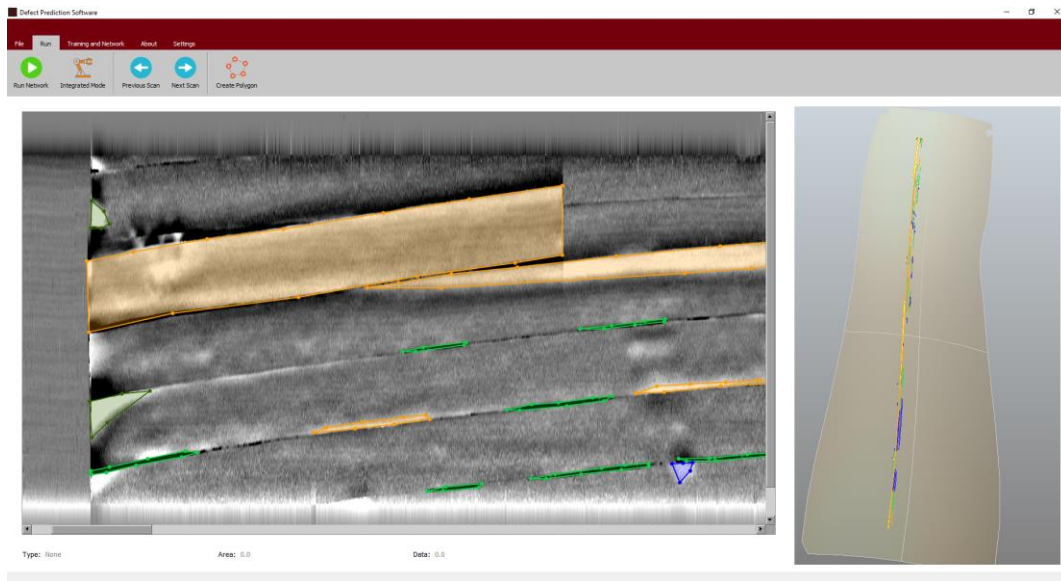 Defect Prediction Software
File Run Training and Network About Settings
Run Network Integrated Mode Previous Scan Next Scan Create Polygon
Type: None Area: 0.0 Data: 0.0